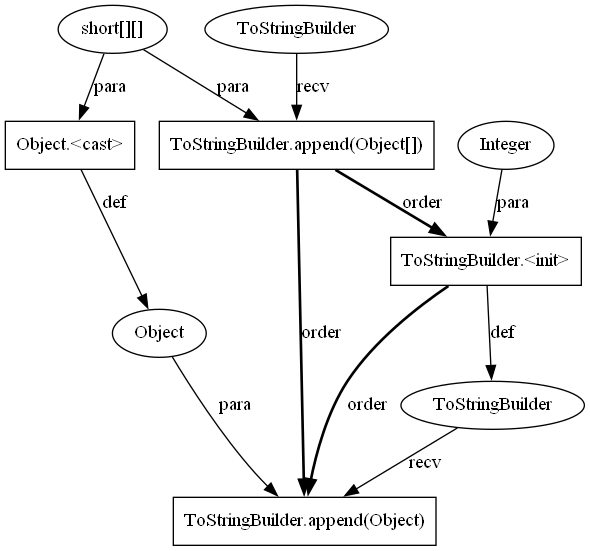 short[][]
ToStringBuilder
para
para
recv
Object.<cast>
ToStringBuilder.append(Object[])
Integer
def
order
para
ToStringBuilder.<init>
Object
order
def
para
order
ToStringBuilder
recv
ToStringBuilder.append(Object)